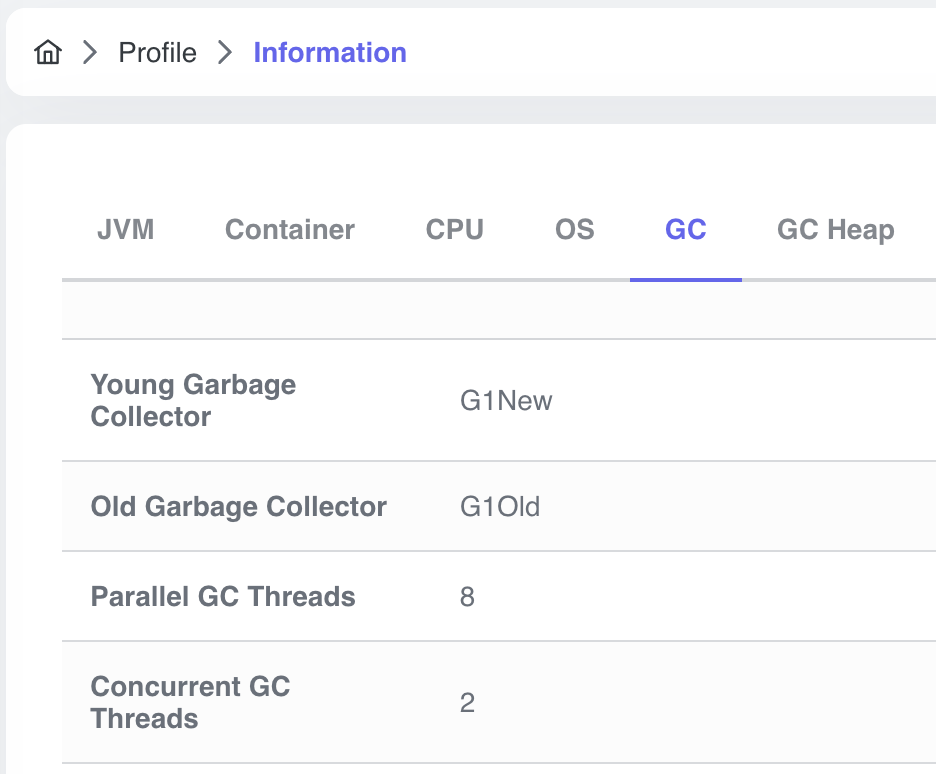 Profile Information
JVM Container CPU OS GC GC Heap
Young Garbage
Collector
G1New
Old Garbage Collector G1Old
Parallel GC Threads 8
Concurrent GC
Threads
2